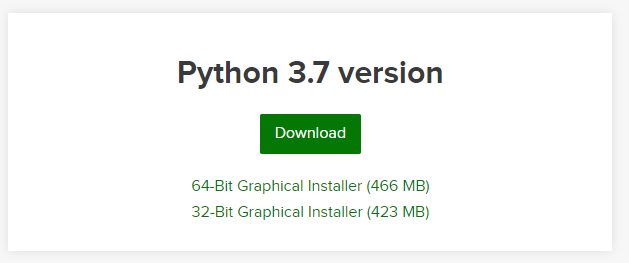 Python 3.7 version
Download
64-Bit Graphical Installer (466 MB)
32-Bit Graphical Installer (423 MB)